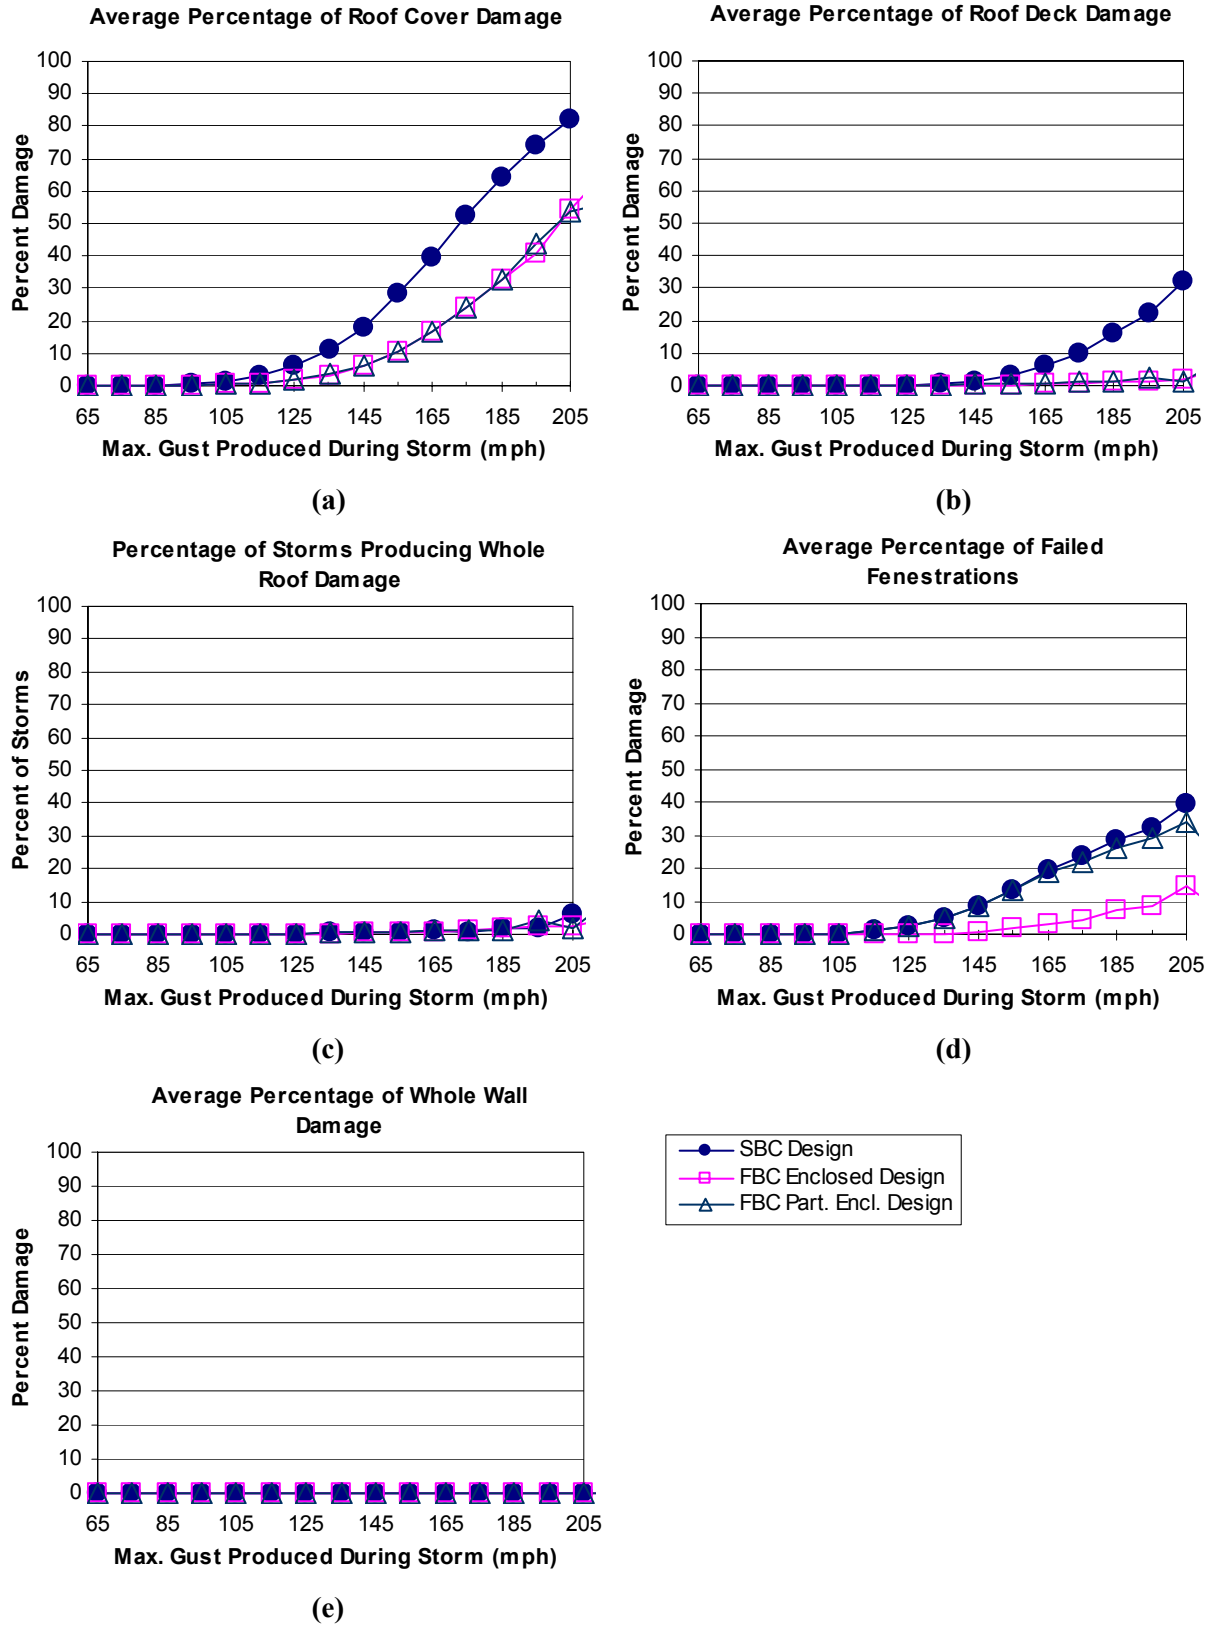 Average Percentage of Roof Cover Damage
100
90
80
70
60
50
40
30
20
10
0
Percent Damage
65 85 105 125 145 165 185 205
Max. Gust Produced During Storm (mph)
(a)
Average Percentage of Roof Deck Damage
100
90
80
70
60
50
40
30
20
10
0
Percent Damage
65 85 105 125 145 165 185 205
Max. Gust Produced During Storm (mph)
(b)
Percentage of Storms Producing Whole
Roof Damage
100
90
80
70
60
50
40
30
20
10
0
Percent of Storms
65 85 105 125 145 165 185 205
Max. Gust Produced During Storm (mph)
(c)
Average Percentage of Failed
Fenestrations
100
90
80
70
60
50
40
30
20
10
0
Percent Damage
65 85 105 125 145 165 185 205
Max. Gust Produced During Storm (mph)
(d)
Average Percentage of Whole Wall
Damage
100
90
80
70
60
50
40
30
20
10
0
Percent Damage
65 85 105 125 145 165 185 205
Max. Gust Produced During Storm (mph)
(e)
SBC Design
FBC Enclosed Design
FBC Part. Encl. Design